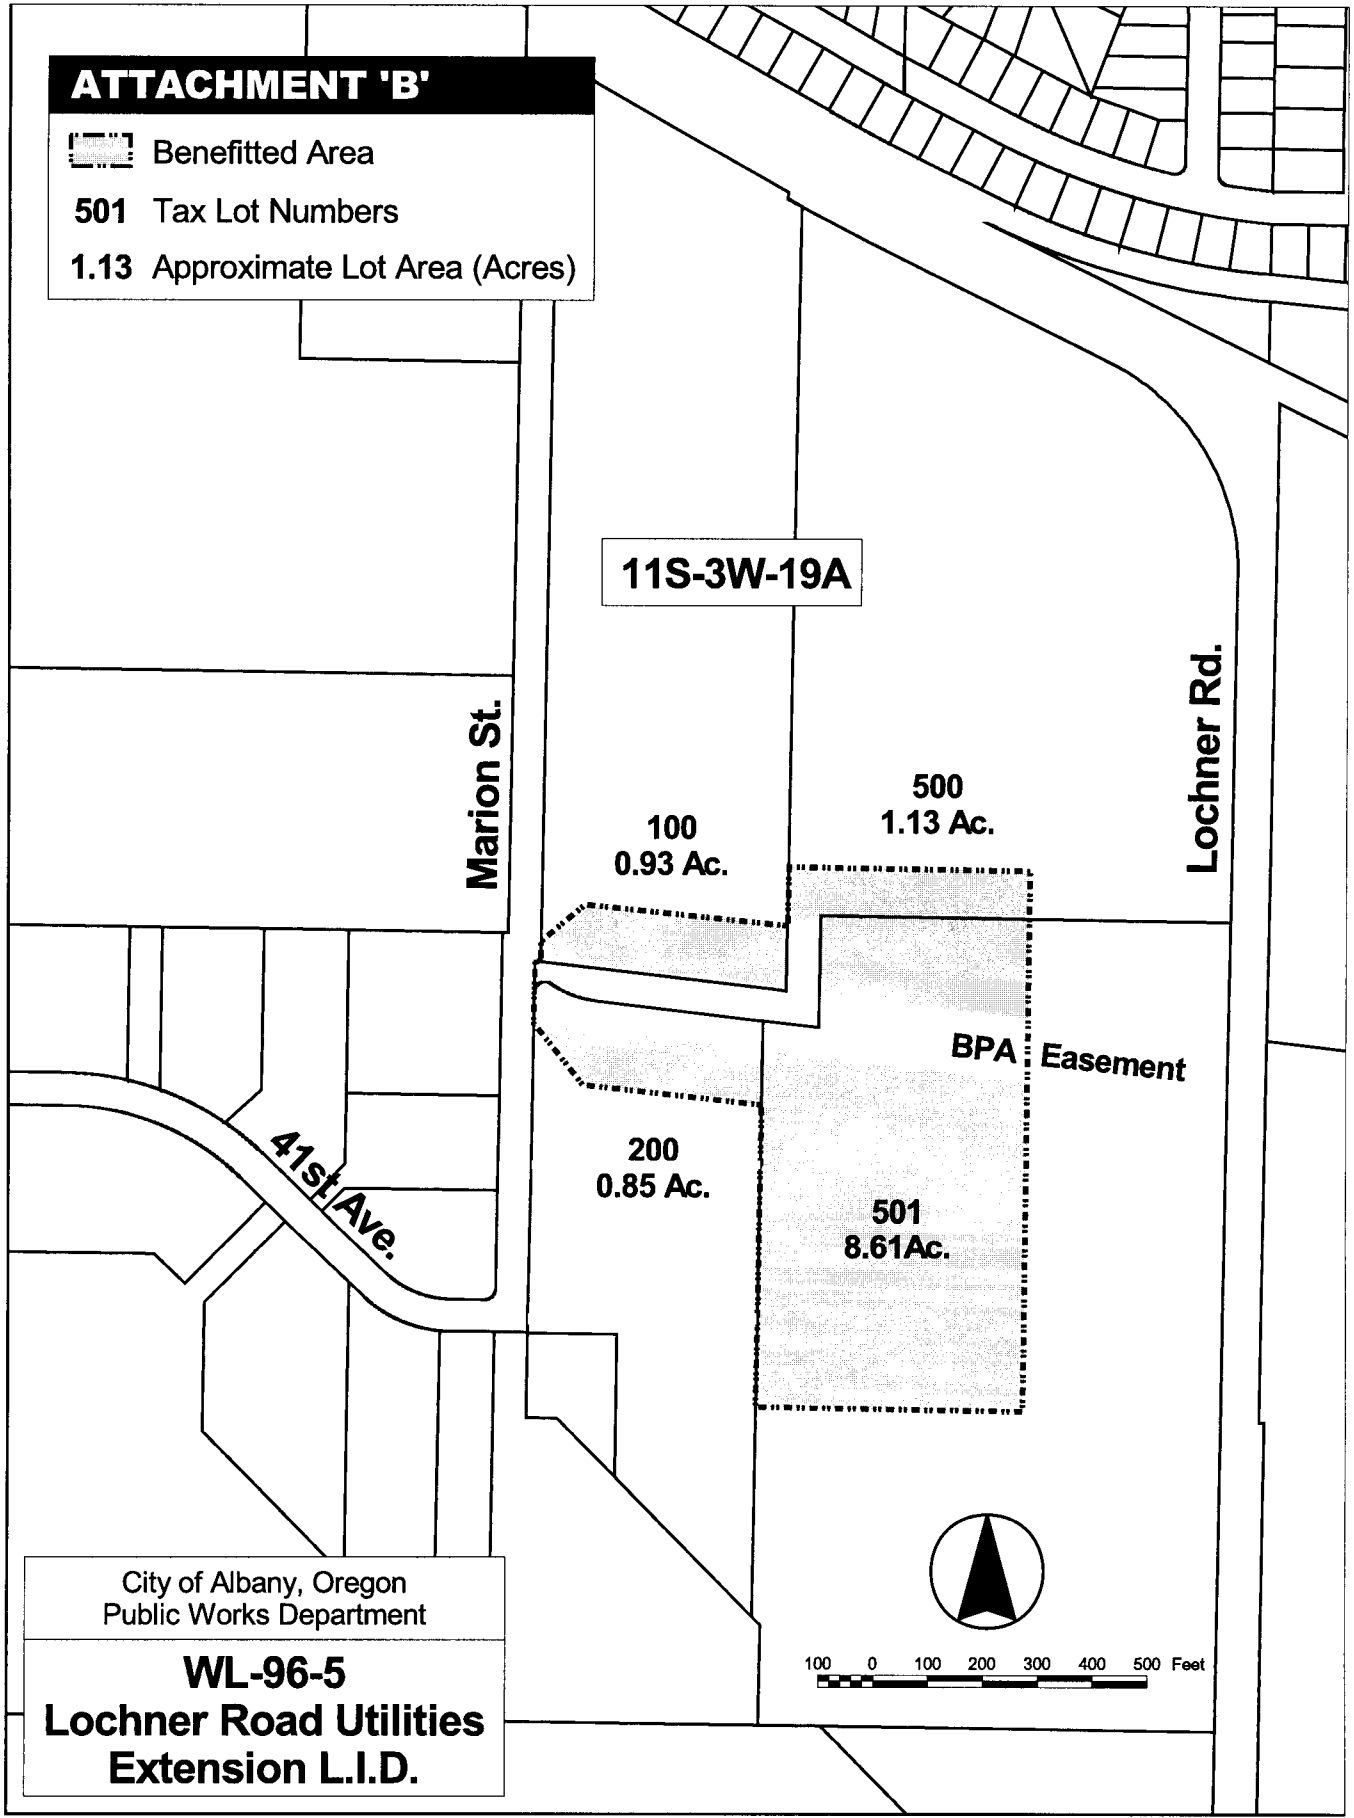 ATTACHMENT 'B'
Benefitted Area
501 Tax Lot Numbers
1.13 Approximate Lot Area (Acres)
11S-3W-19A
Marion St.
Lochner Rd.
500
1.13 Ac.
100
0.93 Ac.
BPA Easement
41st Ave.
200
0.85 Ac.
501
8.61Ac.
City of Albany, Oregon
Public Works Department
WL-96-5
Lochner Road Utilities
Extension L.I.D.
100 0 100 200 300 400 500 Feet